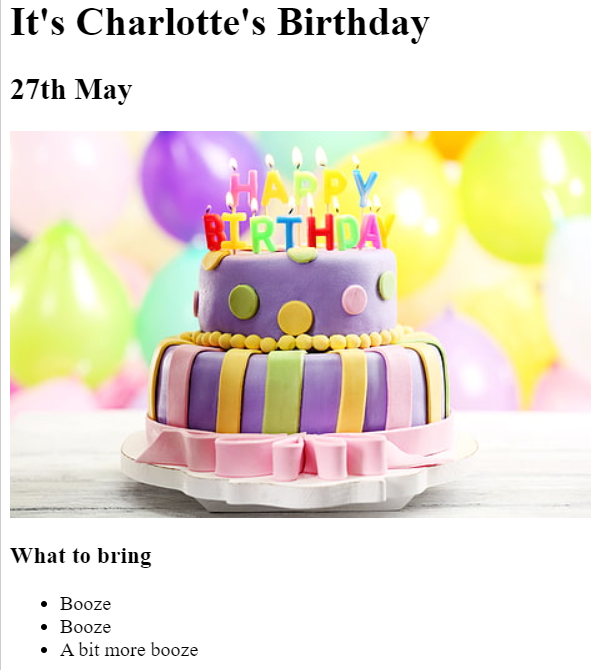 It's Charlotte's Birthday
27th May
HAPPY
BIRTHDAY
What to bring
Booze
Booze
A bit more booze